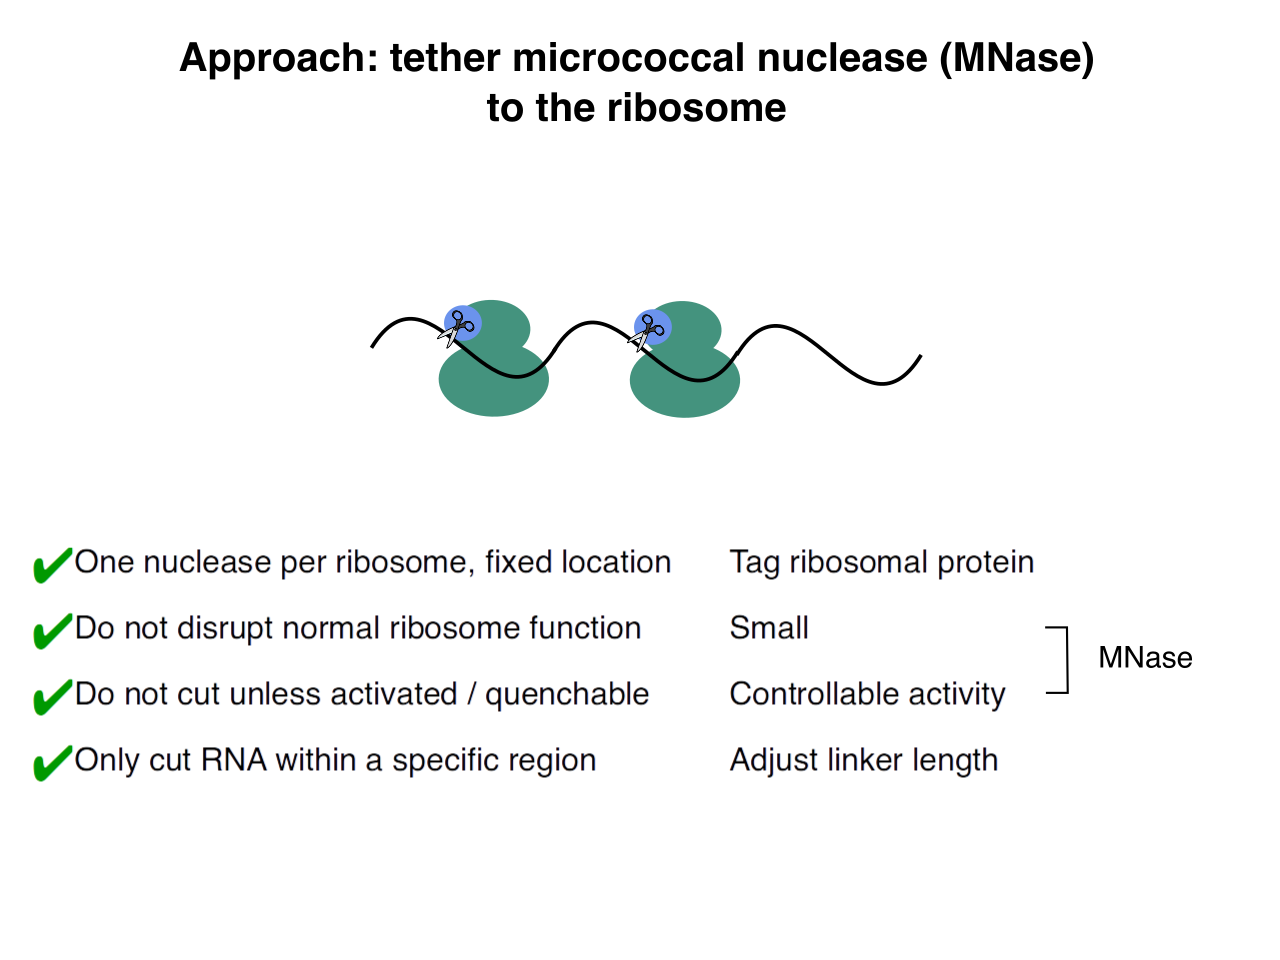 Approach: tether micrococcal nuclease (MNase)
to the ribosome
One nuclease per ribosome, fixed location Tag ribosomal protein
Do not disrupt normal ribosome function Small
MNase
Do not cut unless activated / quenchable Controllable activity
Only cut RNA within a specific region Adjust linker length